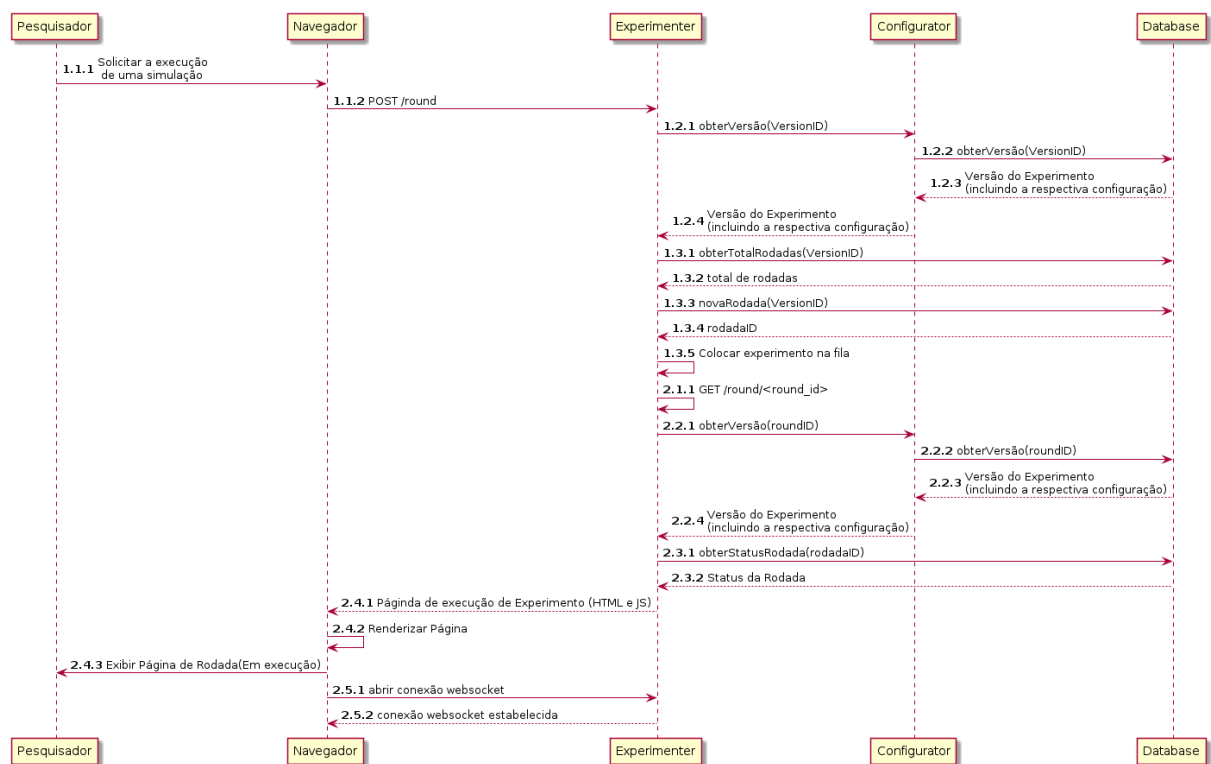 Pesquisador Navegador Experimenter Configurator Database
1.1.1 Solicitar a execução
de uma simulação
1.1.2 POST /round
1.2.1 obterVersão(VersionID)
1.2.2 obterVersão(VersionID)
1.2.3 Versão do Experimento
(incluindo a respectiva configuração)
1.2.4 Versão do Experimento
(incluindo a respectiva configuração)
1.3.1 obterTotalRodadas(VersionID)
1.3.2 total de rodadas
1.3.3 novaRodada(VersionID)
1.3.4 rodadaID
1.3.5 Colocar experimento na fila
2.1.1 GET /round/<round_id>
2.2.1 obterVersão(roundID)
2.2.2 obterVersão(roundID)
2.2.3 Versão do Experimento
(incluindo a respectiva configuração)
2.2.4 Versão do Experimento
(incluindo a respectiva configuração)
2.3.1 obterStatusRodada(rodadaID)
2.3.2 Status da Rodada
2.4.1 Páginda de execução de Experimento (HTML e JS)
2.4.2 Renderizar Página
2.4.3 Exibir Página de Rodada(Em execução)
2.5.1 abrir conexão websocket
2.5.2 conexão websocket estabelecida
Pesquisador Navegador Experimenter Configurator Database